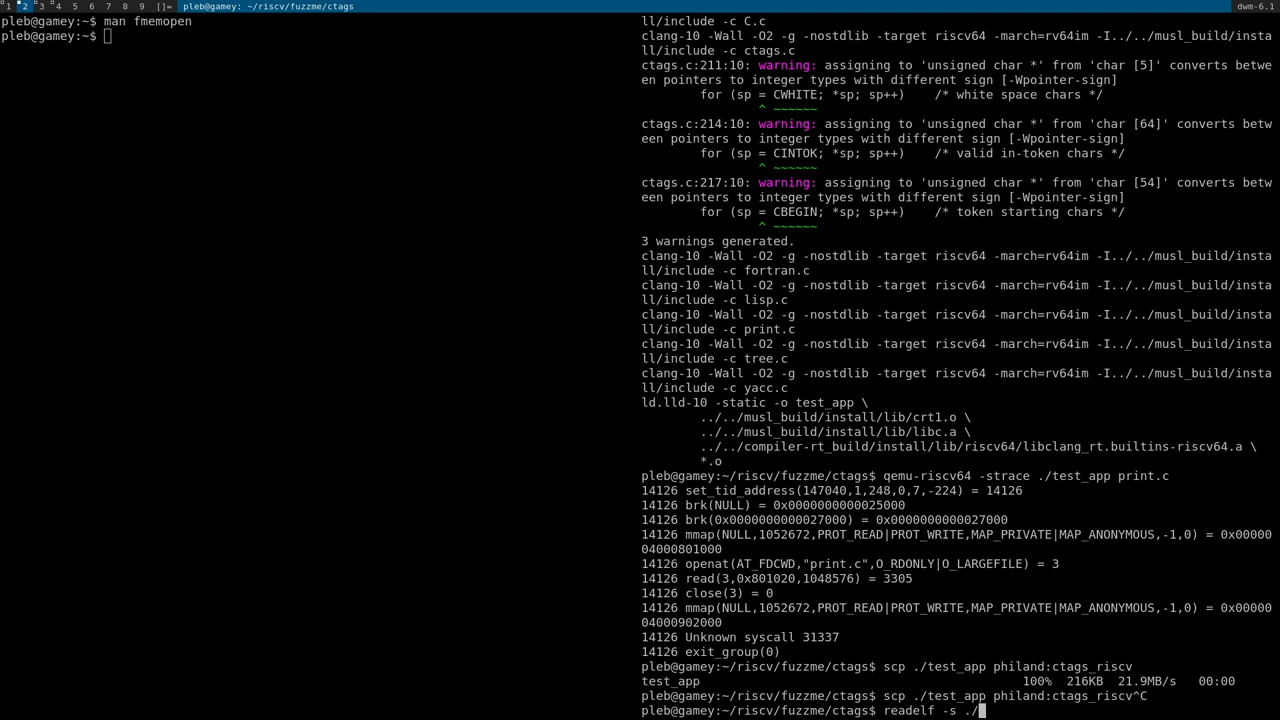 1 2 3 4 5 6 7 8 9 []= pleb@gamey: ~/riscv/fuzzme/ctags dwm-6.1
pleb@gamey:~$ man fmemopen
pleb@gamey:~$
ll/include -c C.c
clang-10 -Wall -O2 -g -nostdlib -target riscv64 -march=rv64im -I../../musl_build/insta
ll/include -c ctags.c
ctags.c:211:10: warning: assigning to 'unsigned char *' from 'char [5]' converts betwe
en pointers to integer types with different sign [-Wpointer-sign]
for (sp = CWHITE; *sp; sp++) /* white space chars */
^ ~~~~~~
ctags.c:214:10: warning: assigning to 'unsigned char *' from 'char [64]' converts betw
een pointers to integer types with different sign [-Wpointer-sign]
for (sp = CINTOK; *sp; sp++) /* valid in-token chars */
^ ~~~~~~
ctags.c:217:10: warning: assigning to 'unsigned char *' from 'char [54]' converts betw
een pointers to integer types with different sign [-Wpointer-sign]
for (sp = CBEGIN; *sp; sp++) /* token starting chars */
^ ~~~~~~
3 warnings generated.
clang-10 -Wall -O2 -g -nostdlib -target riscv64 -march=rv64im -I../../musl_build/insta
ll/include -c fortran.c
clang-10 -Wall -O2 -g -nostdlib -target riscv64 -march=rv64im -I../../musl_build/insta
ll/include -c lisp.c
clang-10 -Wall -O2 -g -nostdlib -target riscv64 -march=rv64im -I../../musl_build/insta
ll/include -c print.c
clang-10 -Wall -O2 -g -nostdlib -target riscv64 -march=rv64im -I../../musl_build/insta
ll/include -c tree.c
clang-10 -Wall -O2 -g -nostdlib -target riscv64 -march=rv64im -I../../musl_build/insta
ll/include -c yacc.c
ld.lld-10 -static -o test_app \
../../musl_build/install/lib/crt1.o \
../../musl_build/install/lib/libc.a \
../../compiler-rt_build/install/lib/riscv64/libclang_rt.builtins-riscv64.a \
*.o
pleb@gamey:~/riscv/fuzzme/ctags$ qemu-riscv64 -strace ./test_app print.c
14126 set_tid_address(147040,1,248,0,7,-224) = 14126
14126 brk(NULL) = 0x0000000000025000
14126 brk(0x0000000000027000) = 0x0000000000027000
14126 mmap(NULL,1052672,PROT_READ|PROT_WRITE,MAP_PRIVATE|MAP_ANONYMOUS,-1,0) = 0x00000
04000801000
14126 openat(AT_FDCWD,"print.c",O_RDONLY|O_LARGEFILE) = 3
14126 read(3,0x801020,1048576) = 3305
14126 close(3) = 0
14126 mmap(NULL,1052672,PROT_READ|PROT_WRITE,MAP_PRIVATE|MAP_ANONYMOUS,-1,0) = 0x00000
04000902000
14126 Unknown syscall 31337
14126 exit_group(0)
pleb@gamey:~/riscv/fuzzme/ctags$ scp ./test_app philand:ctags_riscv
test_app 100% 216KB 21.9MB/s 00:00
pleb@gamey:~/riscv/fuzzme/ctags$ scp ./test_app philand:ctags_riscv^C
pleb@gamey:~/riscv/fuzzme/ctags$ readelf -s ./